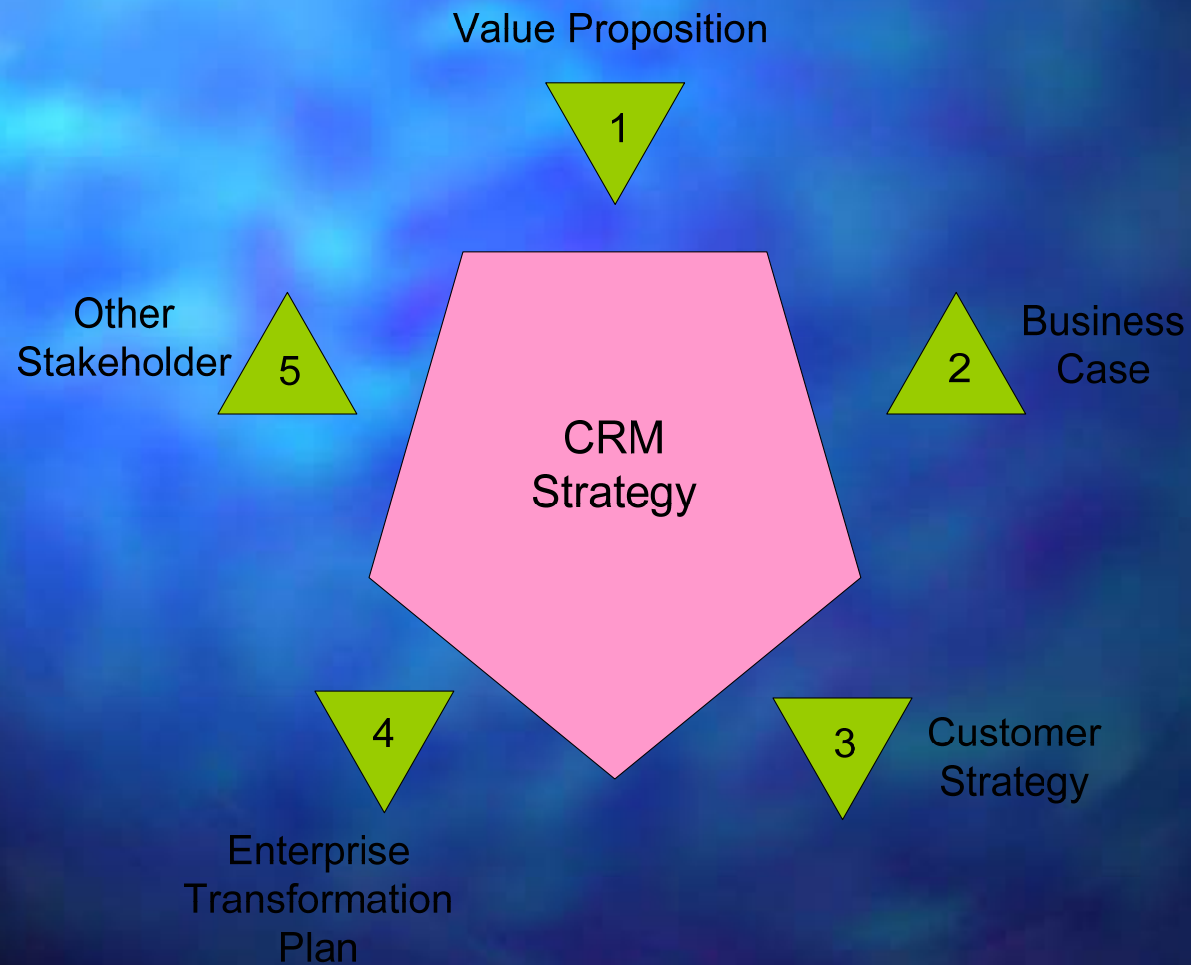 Value Proposition
1
Other
Stakeholder
5
2
Business
Case
CRM
Strategy
4
3
Customer
Strategy
Enterprise
Transformation
Plan